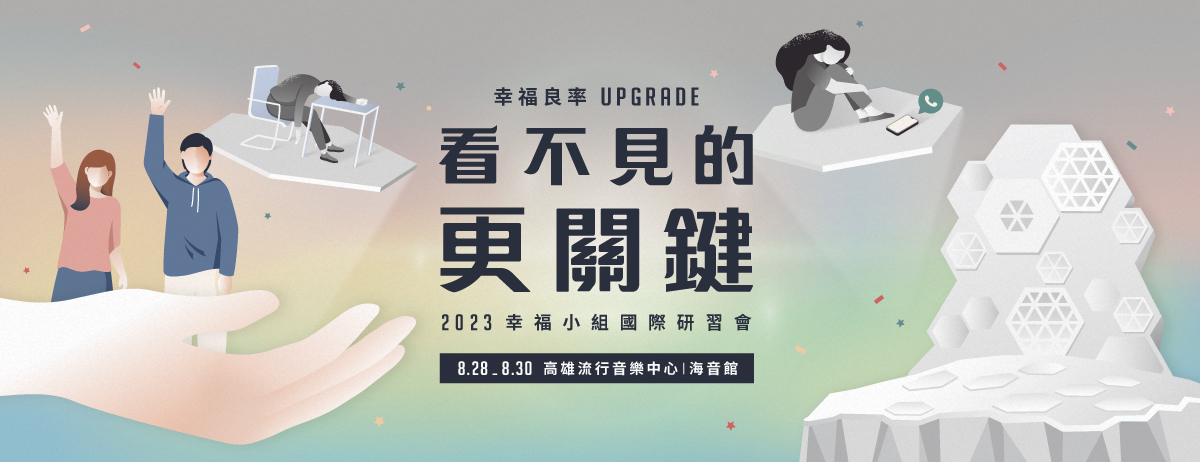 幸福良率 UPGRADE
看不見的
更關鍵
2023 幸福小組國際研習會
8.28 - 8.30 高雄流行音樂中心 | 海音館